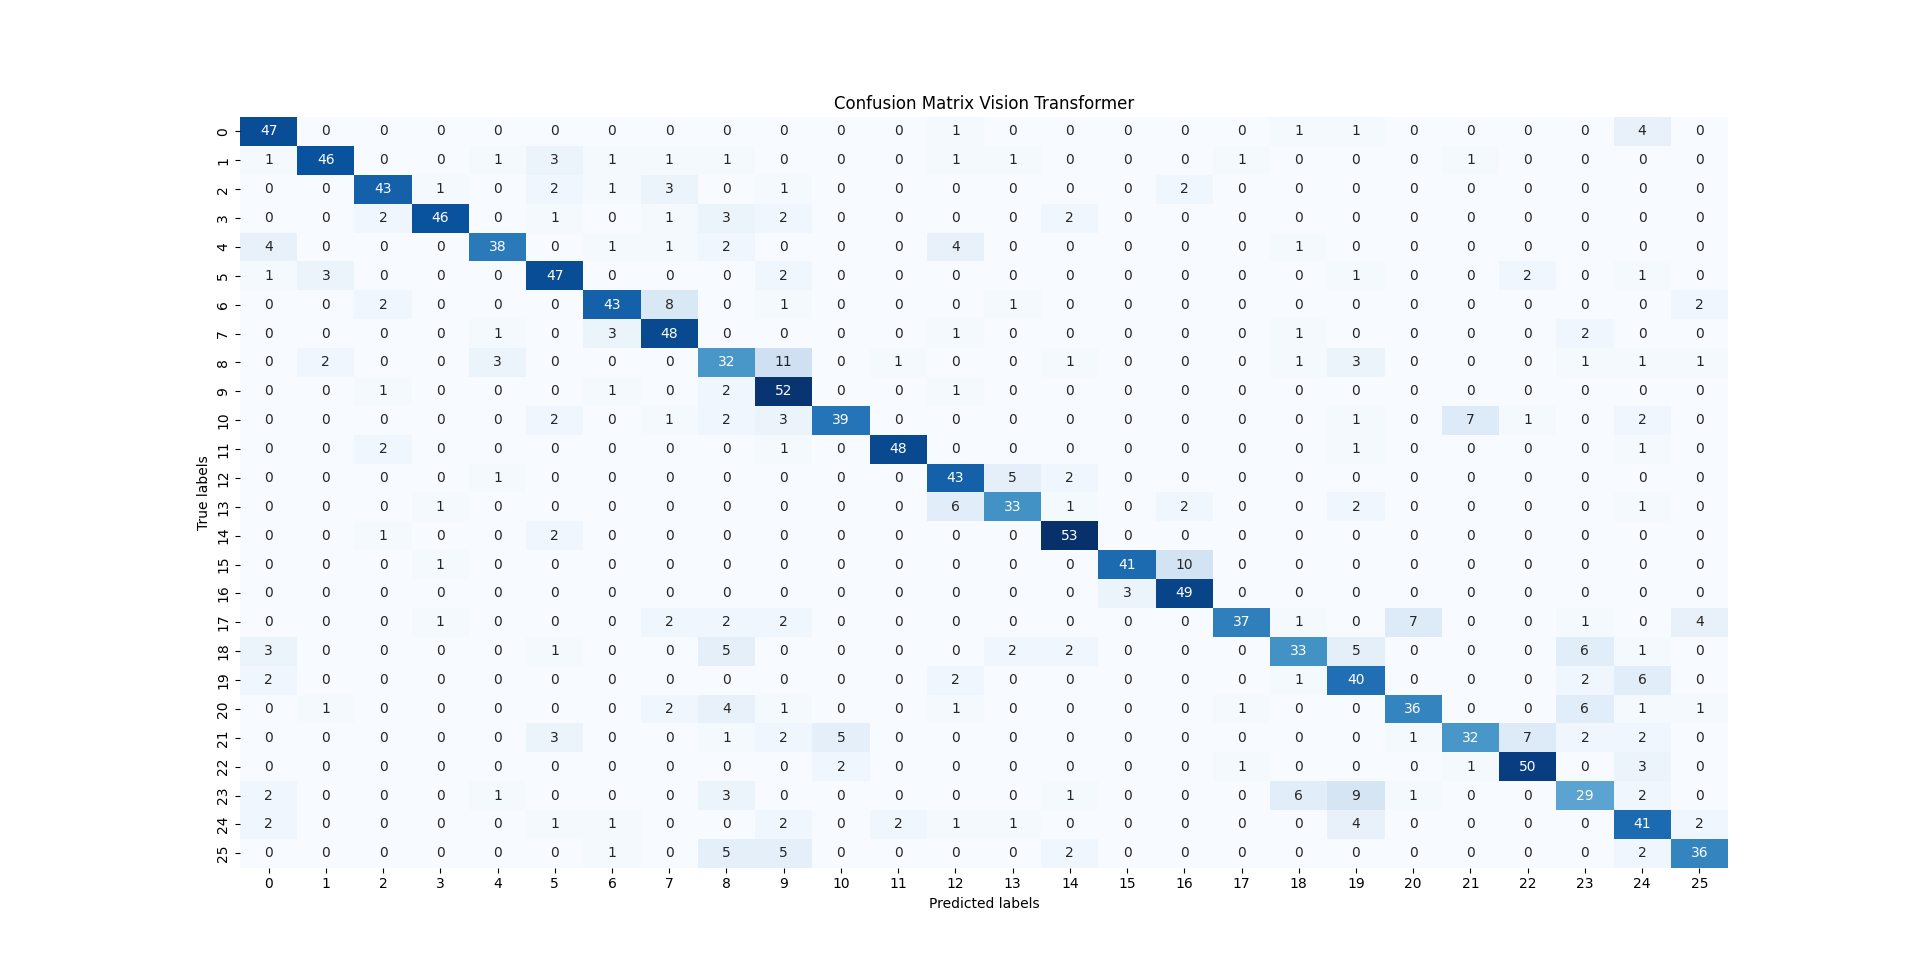 Confusion Matrix Vision Transformer
True labels
0 47 0 0 0 0 0 0 0 0 0 0 0 1 0 0 0 0 0 1 1 0 0 0 0 4 0
1 1 46 0 0 1 3 1 1 1 0 0 0 1 1 0 0 0 1 0 0 0 1 0 0 0 0
2 0 0 43 1 0 2 1 3 0 1 0 0 0 0 0 0 2 0 0 0 0 0 0 0 0 0
3 0 0 2 46 0 1 0 1 3 2 0 0 0 0 2 0 0 0 0 0 0 0 0 0 0 0
4 4 0 0 0 38 0 1 1 2 0 0 0 4 0 0 0 0 0 1 0 0 0 0 0 0 0
5 1 3 0 0 0 47 0 0 0 2 0 0 0 0 0 0 0 0 0 1 0 0 2 0 1 0
6 0 0 2 0 0 0 43 8 0 1 0 0 0 1 0 0 0 0 0 0 0 0 0 0 0 2
7 0 0 0 0 1 0 3 48 0 0 0 0 1 0 0 0 0 0 1 0 0 0 0 2 0 0
8 0 2 0 0 3 0 0 0 32 11 0 1 0 0 1 0 0 0 1 3 0 0 0 1 1 1
9 0 0 1 0 0 0 1 0 2 52 0 0 1 0 0 0 0 0 0 0 0 0 0 0 0 0
10 0 0 0 0 0 2 0 1 2 3 39 0 0 0 0 0 0 0 0 1 0 7 1 0 2 0
11 0 0 2 0 0 0 0 0 0 1 0 48 0 0 0 0 0 0 0 1 0 0 0 0 1 0
12 0 0 0 0 1 0 0 0 0 0 0 0 43 5 2 0 0 0 0 0 0 0 0 0 0 0
13 0 0 0 1 0 0 0 0 0 0 0 0 6 33 1 0 2 0 0 2 0 0 0 0 1 0
14 0 0 1 0 0 2 0 0 0 0 0 0 0 0 53 0 0 0 0 0 0 0 0 0 0 0
15 0 0 0 1 0 0 0 0 0 0 0 0 0 0 0 41 10 0 0 0 0 0 0 0 0 0
16 0 0 0 0 0 0 0 0 0 0 0 0 0 0 0 3 49 0 0 0 0 0 0 0 0 0
17 0 0 0 1 0 0 0 2 2 2 0 0 0 0 0 0 0 37 1 0 7 0 0 1 0 4
18 3 0 0 0 0 1 0 0 5 0 0 0 0 2 2 0 0 0 33 5 0 0 0 6 1 0
19 2 0 0 0 0 0 0 0 0 0 0 0 2 0 0 0 0 0 1 40 0 0 0 2 6 0
20 0 1 0 0 0 0 0 2 4 1 0 0 1 0 0 0 0 1 0 0 36 0 0 6 1 1
21 0 0 0 0 0 3 0 0 1 2 5 0 0 0 0 0 0 0 0 0 1 32 7 2 2 0
22 0 0 0 0 0 0 0 0 0 0 2 0 0 0 0 0 0 1 0 0 0 1 50 0 3 0
23 2 0 0 0 1 0 0 0 3 0 0 0 0 0 1 0 0 0 6 9 1 0 0 29 2 0
24 2 0 0 0 0 1 1 0 0 2 0 2 1 1 0 0 0 0 0 4 0 0 0 0 41 2
25 0 0 0 0 0 0 1 0 5 5 0 0 0 0 2 0 0 0 0 0 0 0 0 0 2 36
0 1 2 3 4 5 6 7 8 9 10 11 12 13 14 15 16 17 18 19 20 21 22 23 24 25
Predicted labels